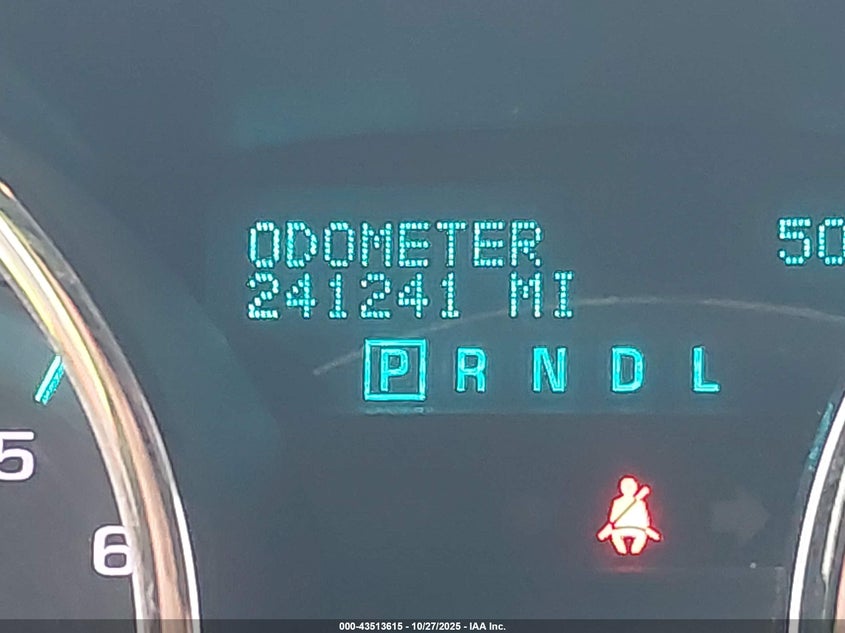 ODOMETER
241241 MI
50
P R N D L
5
6
000-43513615 - 10/27/2025 - IAA Inc.